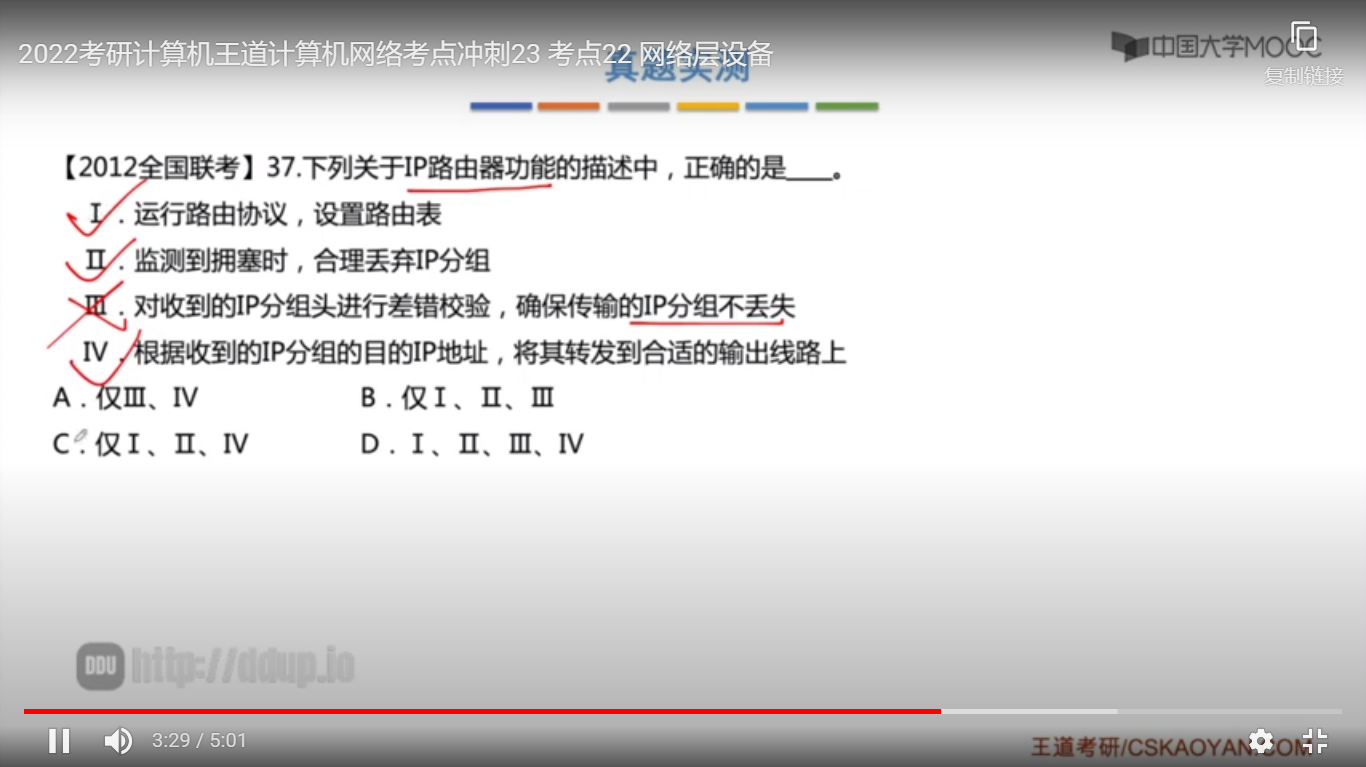 2022考研计算机王道计算机网络考点冲刺23 考点22 网络层设备
中国大学MOOC
真题实测
复制链接
【2012全国联考】37.下列关于IP路由器功能的描述中，正确的是____。
Ⅰ．运行路由协议，设置路由表
Ⅱ．监测到拥塞时，合理丢弃IP分组
Ⅲ．对收到的IP分组头进行差错校验，确保传输的IP分组不丢失
Ⅳ．根据收到的IP分组的目的IP地址，将其转发到合适的输出线路上
A．仅Ⅲ、Ⅳ B．仅Ⅰ、Ⅱ、Ⅲ
C．仅Ⅰ、Ⅱ、Ⅳ D．Ⅰ、Ⅱ、Ⅲ、Ⅳ
DDU http://ddup.io
3:29 / 5:01
王道考研/CSKAOYAN.COM